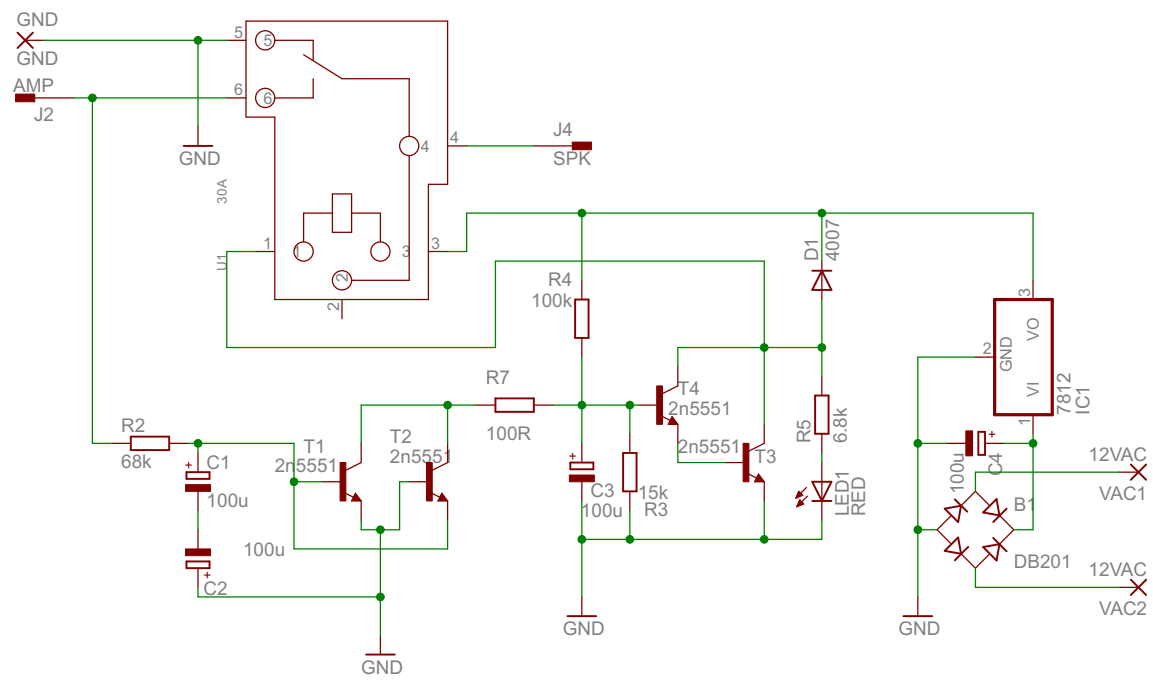 GND
GND
AMP
J2
5
5
6
6
GND
30A
4
4
J4
SPK
1
1
3
3
U1
2
2
D1
4007
R4
100k
3
VO
GND
2
VI
1
7812
IC1
R7
100R
T4
2n5551
2n5551
T3
R5
6.8k
R2
68k
T1
2n5551
T2
2n5551
C1
100u
+
C3
100u
+
15k
R3
LED1
RED
100u
C4
+
12VAC
VAC1
B1
DB201
12VAC
VAC2
100u
C2
+
GND
GND
GND